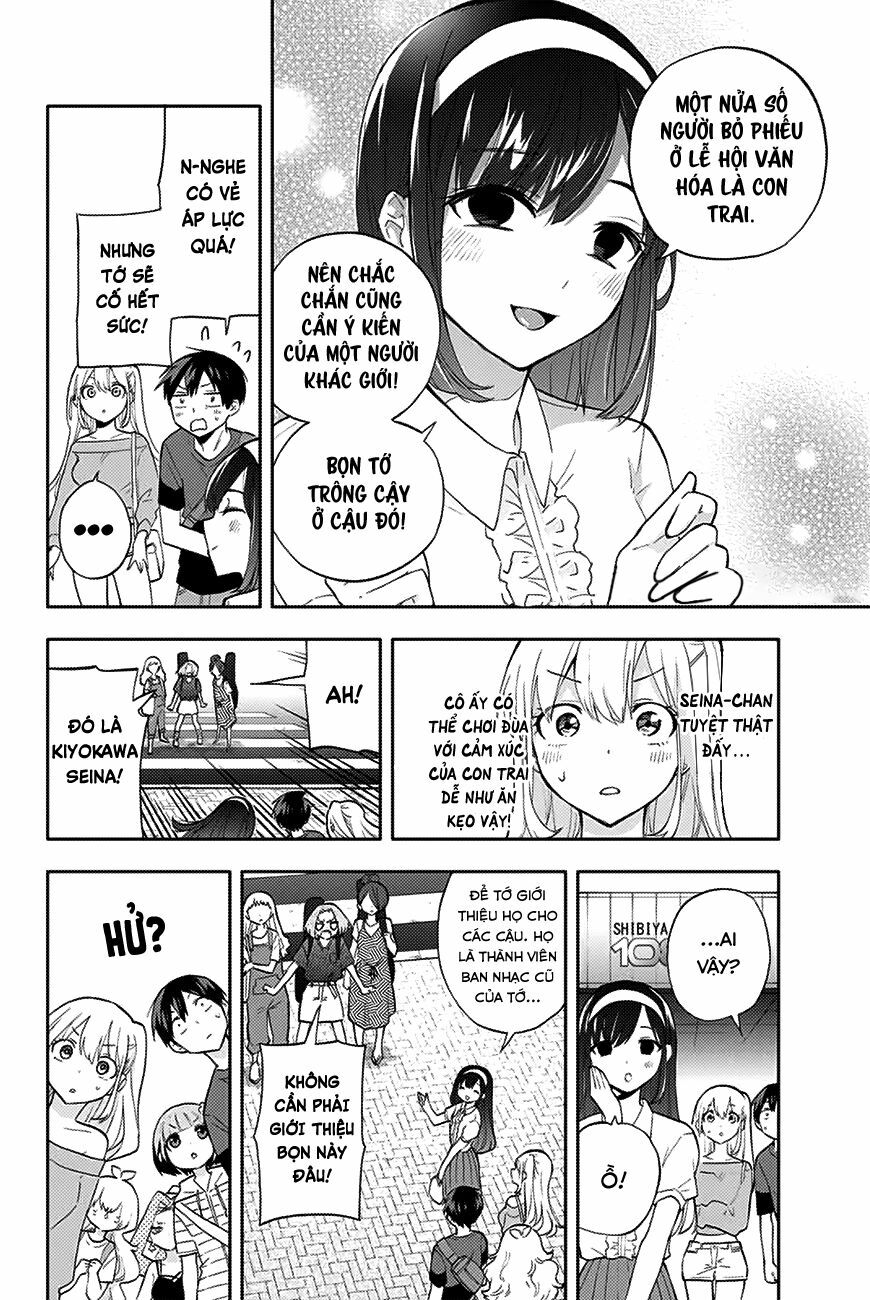 MỘT NỬA SỐ
NGƯỜI BỎ PHIẾU
Ở LỄ HỘI VĂN
HÓA LÀ CON
TRAI.
NÊN CHẮC
CHẮN CŨNG
CẦN Ý KIẾN
CỦA MỘT NGƯỜI
KHÁC GIỚI!
BỌN TỚ
TRÔNG CẬY
Ở CẬU ĐÓ!
N-NGHE
CÓ VẺ
ÁP LỰC
QUÁ!
NHƯNG
TỚ SẼ
CỐ HẾT
SỨC!
...
SEINA-CHAN
TUYỆT THẬT
ĐẤY...
CÔ ẤY CÓ
THỂ CHƠI ĐÙA
VỚI CẢM XÚC
CỦA CON TRAI
DỄ NHƯ ĂN
KẸO VẬY!
AH!
ĐÓ LÀ
KIYOKAWA
SEINA!
SHIBIYA
100
...AI
VẬY?
Ồ!
ĐỂ TỚ GIỚI
THIỆU HỌ CHO
CÁC CẬU. HỌ
LÀ THÀNH VIÊN
BAN NHẠC CŨ
CỦA TỚ...
KHÔNG
CẦN PHẢI
GIỚI THIỆU
BỌN NÀY
ĐÂU!
HỬ?